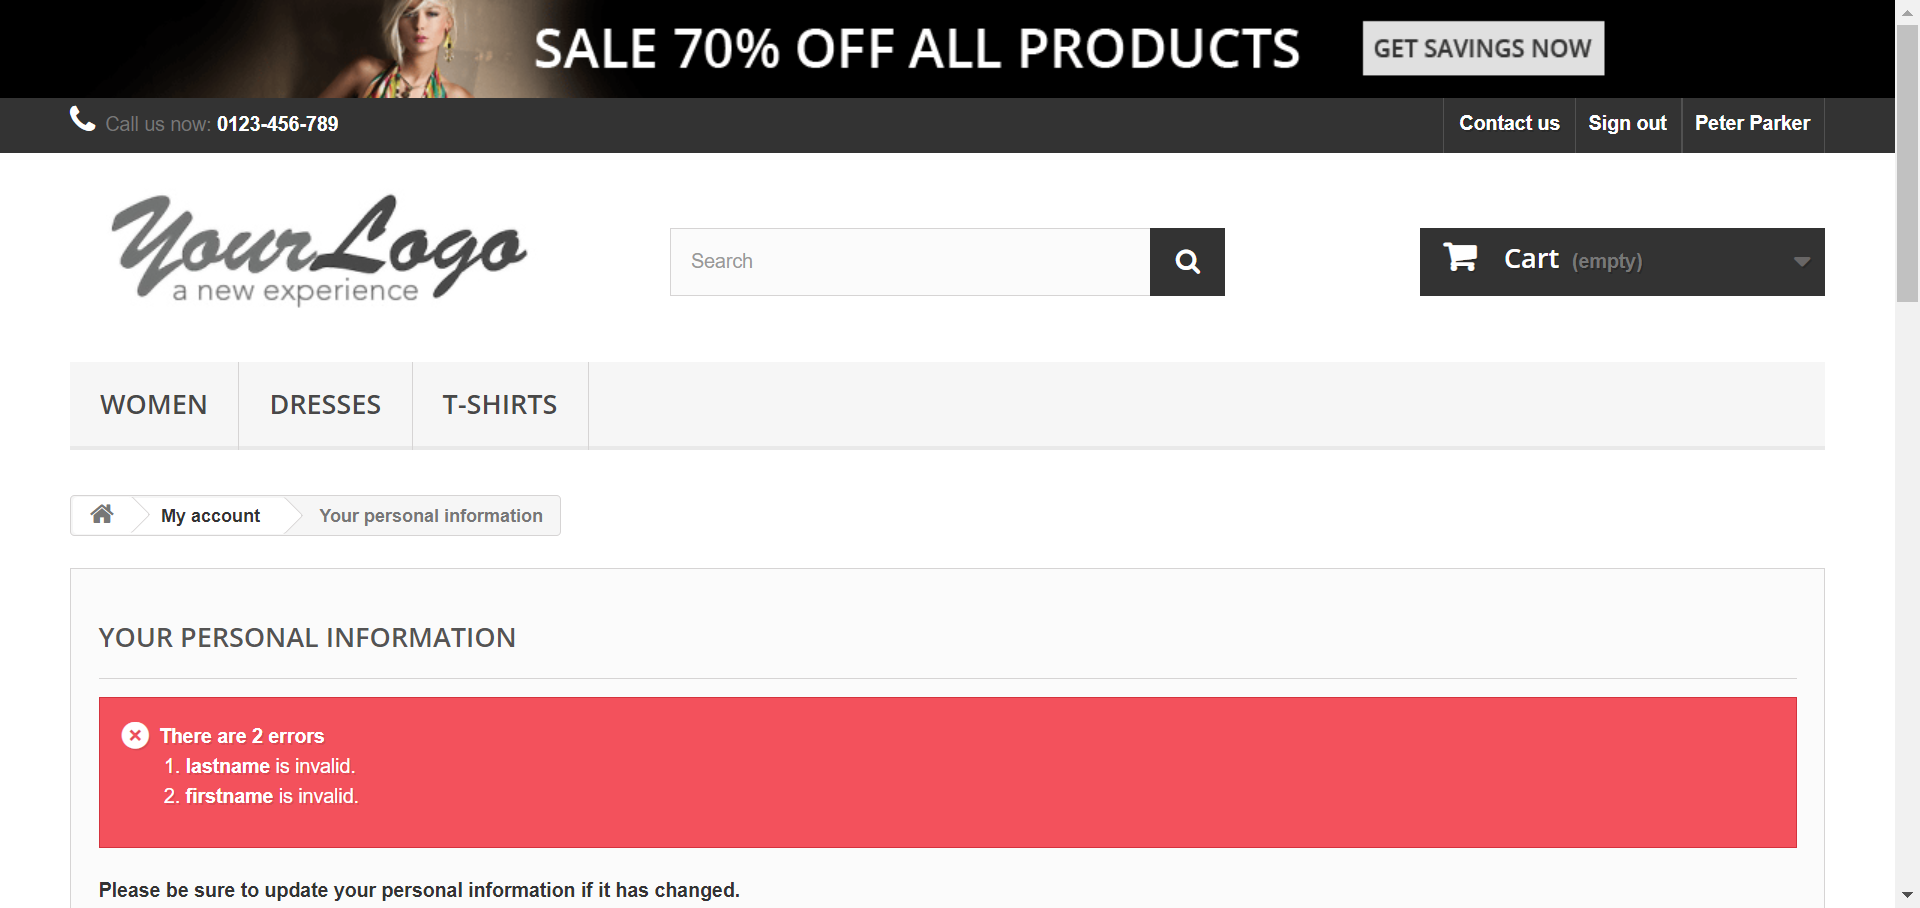 SALE 70% OFF ALL PRODUCTS GET SAVINGS NOW
Call us now: 0123-456-789 Contact us Sign out Peter Parker
Your Logo
a new experience
Search
Cart (empty)
WOMEN DRESSES T-SHIRTS
My account Your personal information
YOUR PERSONAL INFORMATION
There are 2 errors
1. lastname is invalid.
2. firstname is invalid.
Please be sure to update your personal information if it has changed.